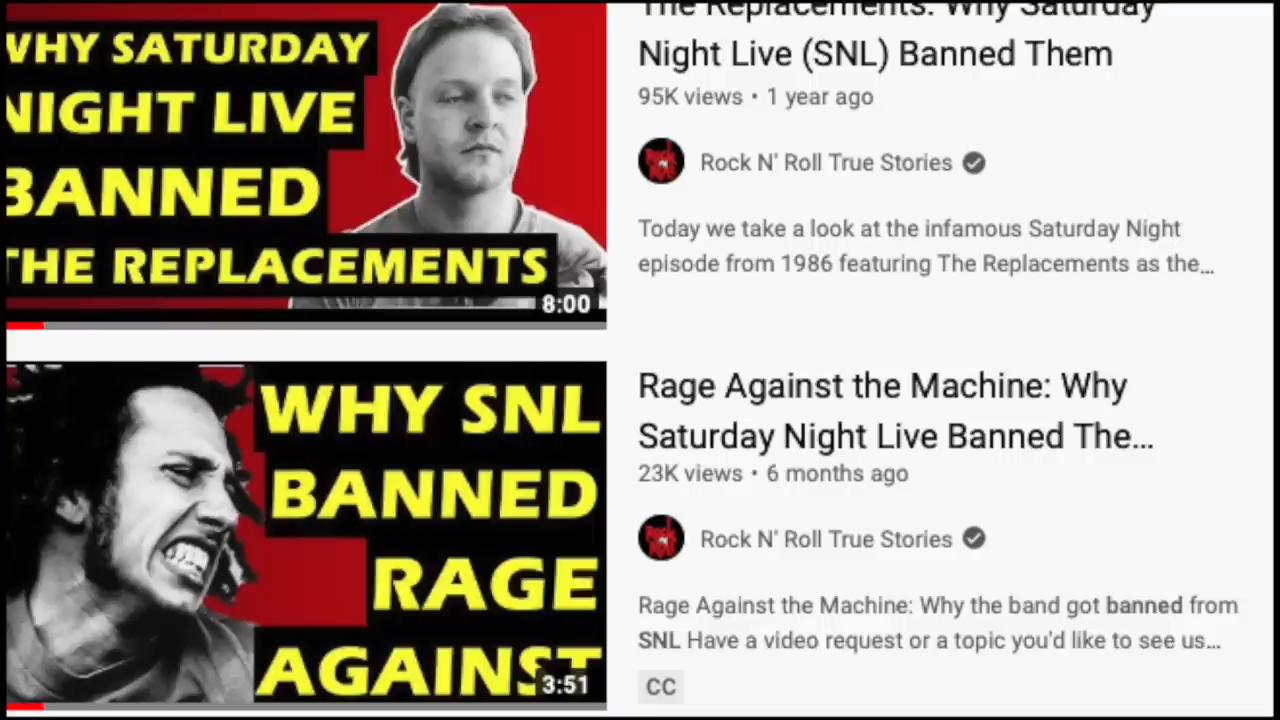 WHY SATURDAY
NIGHT LIVE
BANNED
THE REPLACEMENTS
8:00
The Replacements: Why Saturday
Night Live (SNL) Banned Them
95K views • 1 year ago
Rock N' Roll True Stories
Today we take a look at the infamous Saturday Night
episode from 1986 featuring The Replacements as the...
WHY SNL
BANNED
RAGE
AGAINST
3:51
Rage Against the Machine: Why
Saturday Night Live Banned The...
23K views • 6 months ago
Rock N' Roll True Stories
Rage Against the Machine: Why the band got banned from
SNL Have a video request or a topic you'd like to see us...
CC